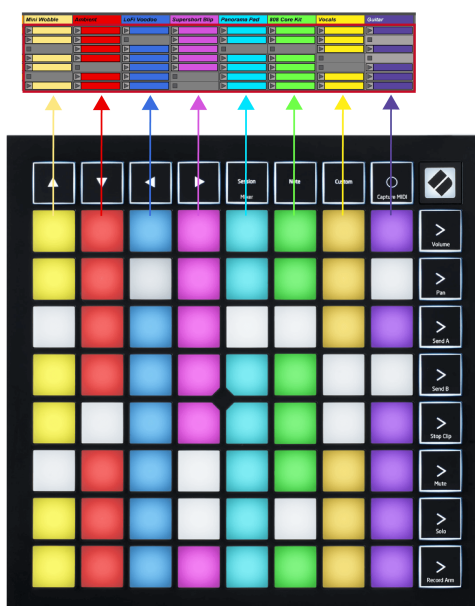 Mini Wobble
LoFi Voodoo
Supershort Blip
Panorama Pad
808 Core Kit
Vocals
Guitar
Session
Mixer
Note
Custom
Capture MIDI
Volume
Pan
Send A
Send B
Stop Clip
Mute
Solo
Record Arm